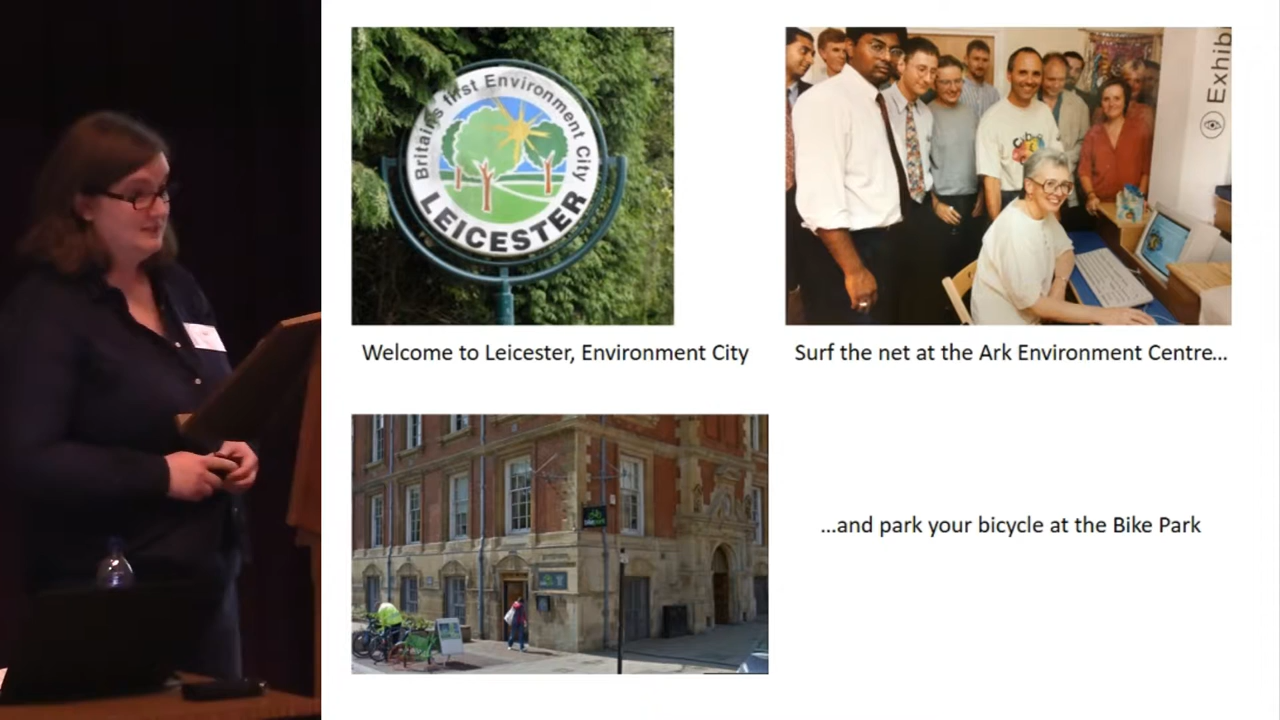 Britain's first Environment City
LEICESTER
Exhib
Welcome to Leicester, Environment City
Surf the net at the Ark Environment Centre...
...and park your bicycle at the Bike Park